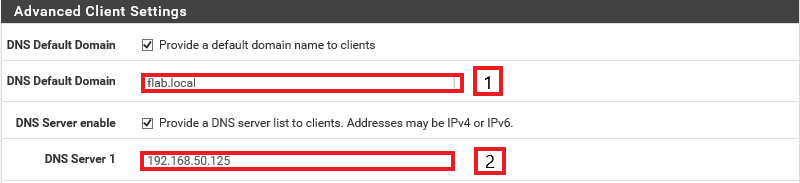 Advanced Client Settings
DNS Default Domain Provide a default domain name to clients
DNS Default Domain flab.local 1
DNS Server enable Provide a DNS server list to clients. Addresses may be IPv4 or IPv6.
DNS Server 1 192.168.50.125 2